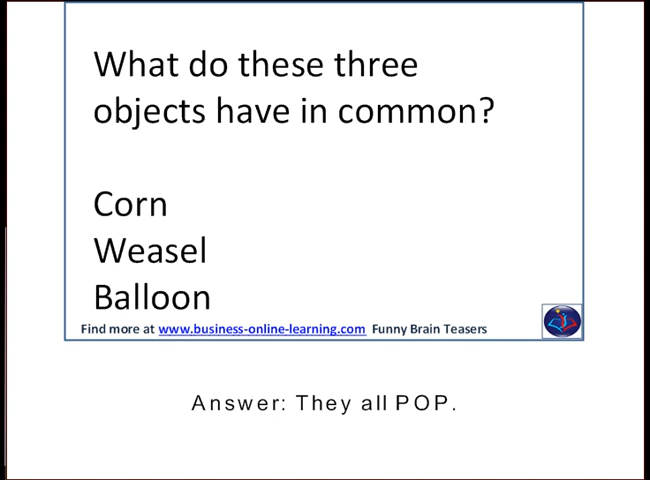 What do these three
objects have in common?
Corn
Weasel
Balloon
Find more at www.business-online-learning.com Funny Brain Teasers
Answer: They all POP.